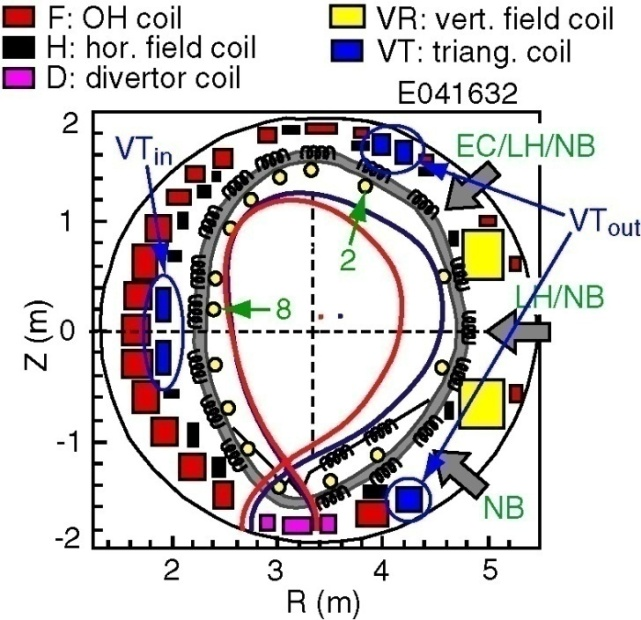 F: OH coil
VR: vert. field coil
H: hor. field coil
VT: triang. coil
D: divertor coil
E041632
2
VTin
EC/LH/NB
1
VTout
2
8
LH/NB
Z (m)
0
-1
NB
-2
2
3
4
5
R (m)